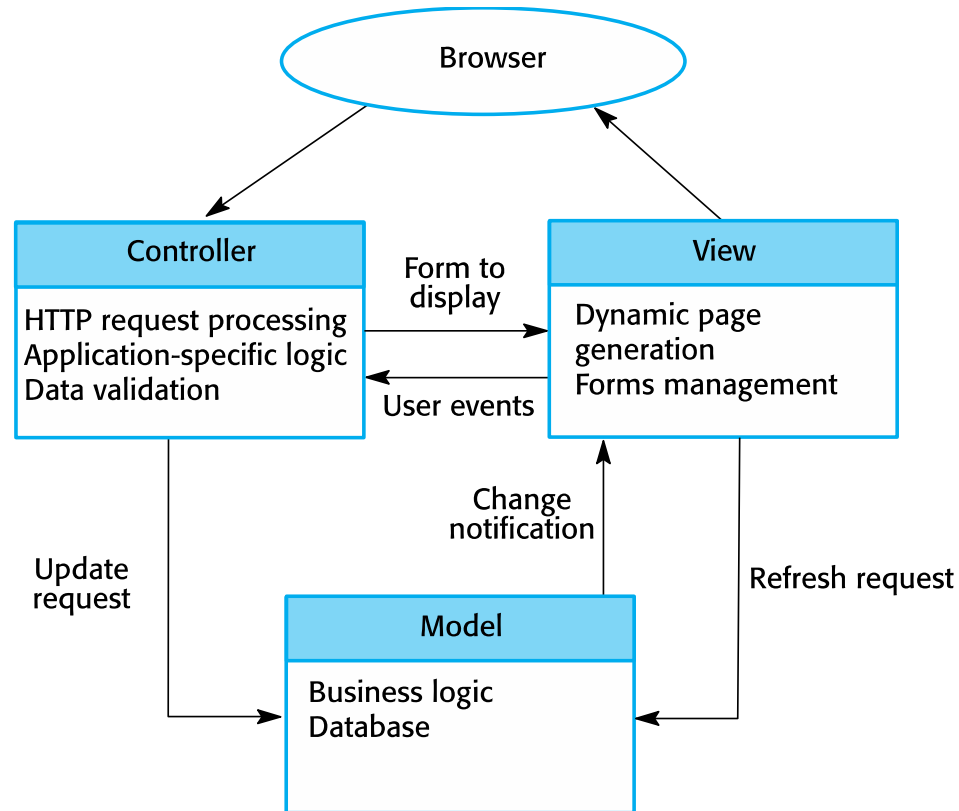 Browser
Controller
HTTP request processing
Application-specific logic
Data validation
Form to
display
User events
View
Dynamic page
generation
Forms management
Update
request
Change
notification
Refresh request
Model
Business logic
Database